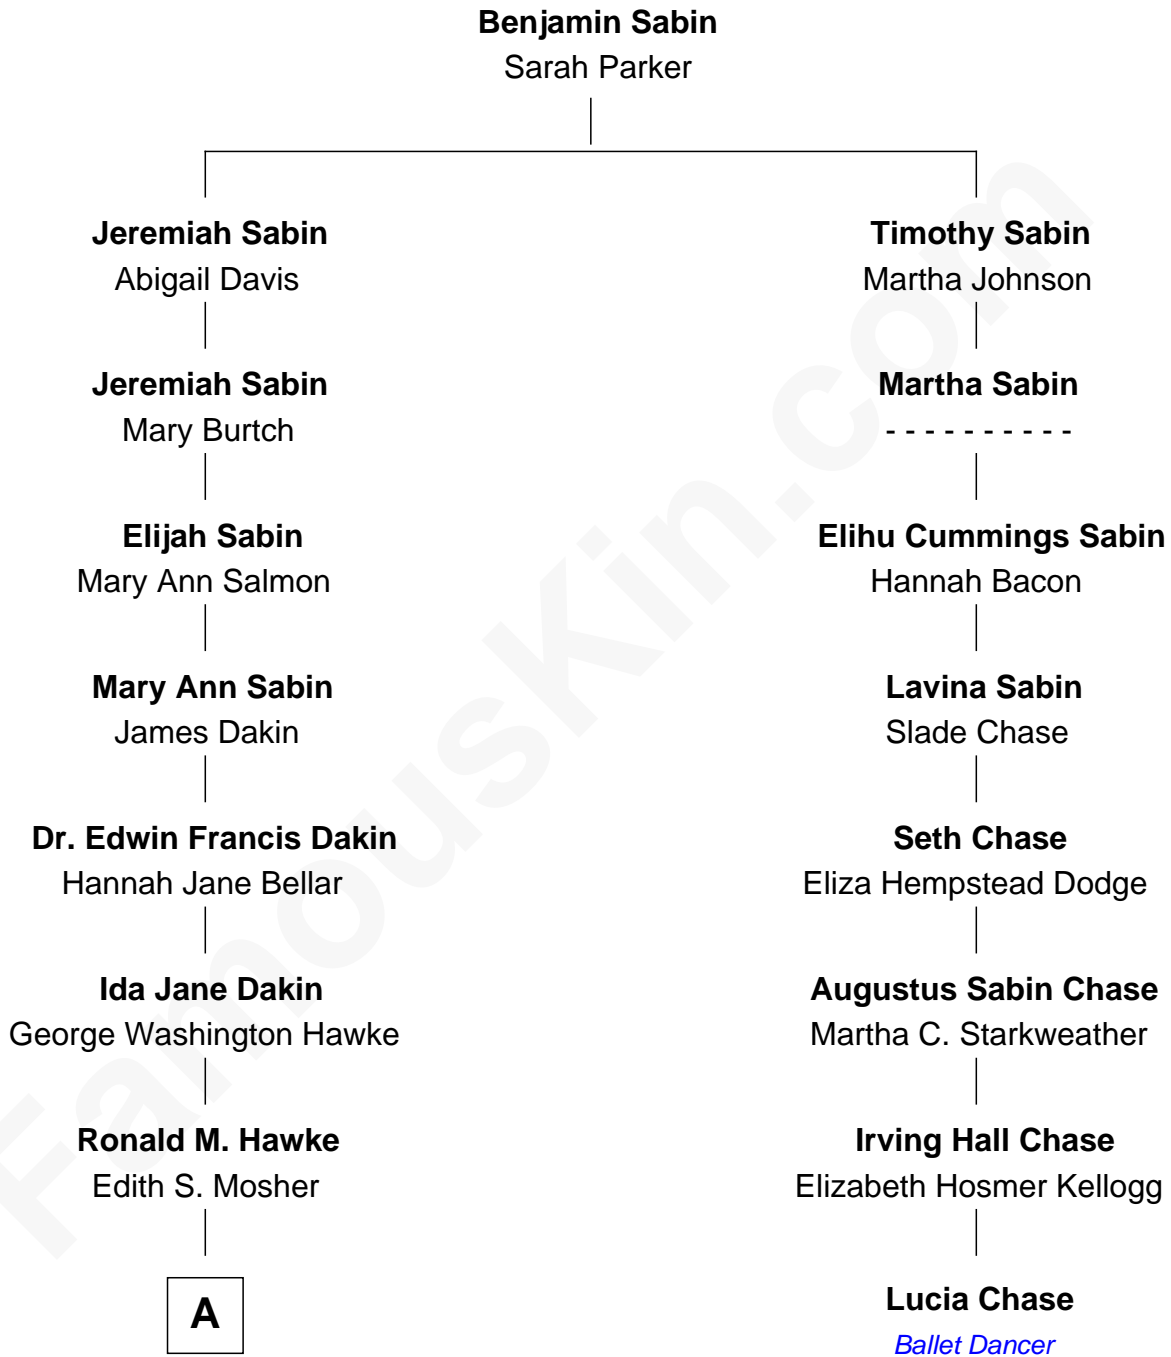 Benjamin Sabin
Sarah Parker
Jeremiah Sabin
Abigail Davis
Timothy Sabin
Martha Johnson
Jeremiah Sabin
Mary Burtch
Martha Sabin
- - - - - - - - - -
Elijah Sabin
Mary Ann Salmon
Elihu Cummings Sabin
Hannah Bacon
Mary Ann Sabin
James Dakin
Lavina Sabin
Slade Chase
Dr. Edwin Francis Dakin
Hannah Jane Bellar
Seth Chase
Eliza Hempstead Dodge
Ida Jane Dakin
George Washington Hawke
Augustus Sabin Chase
Martha C. Starkweather
Ronald M. Hawke
Edith S. Mosher
Irving Hall Chase
Elizabeth Hosmer Kellogg
A
Lucia Chase
Ballet Dancer
FamousKin.com